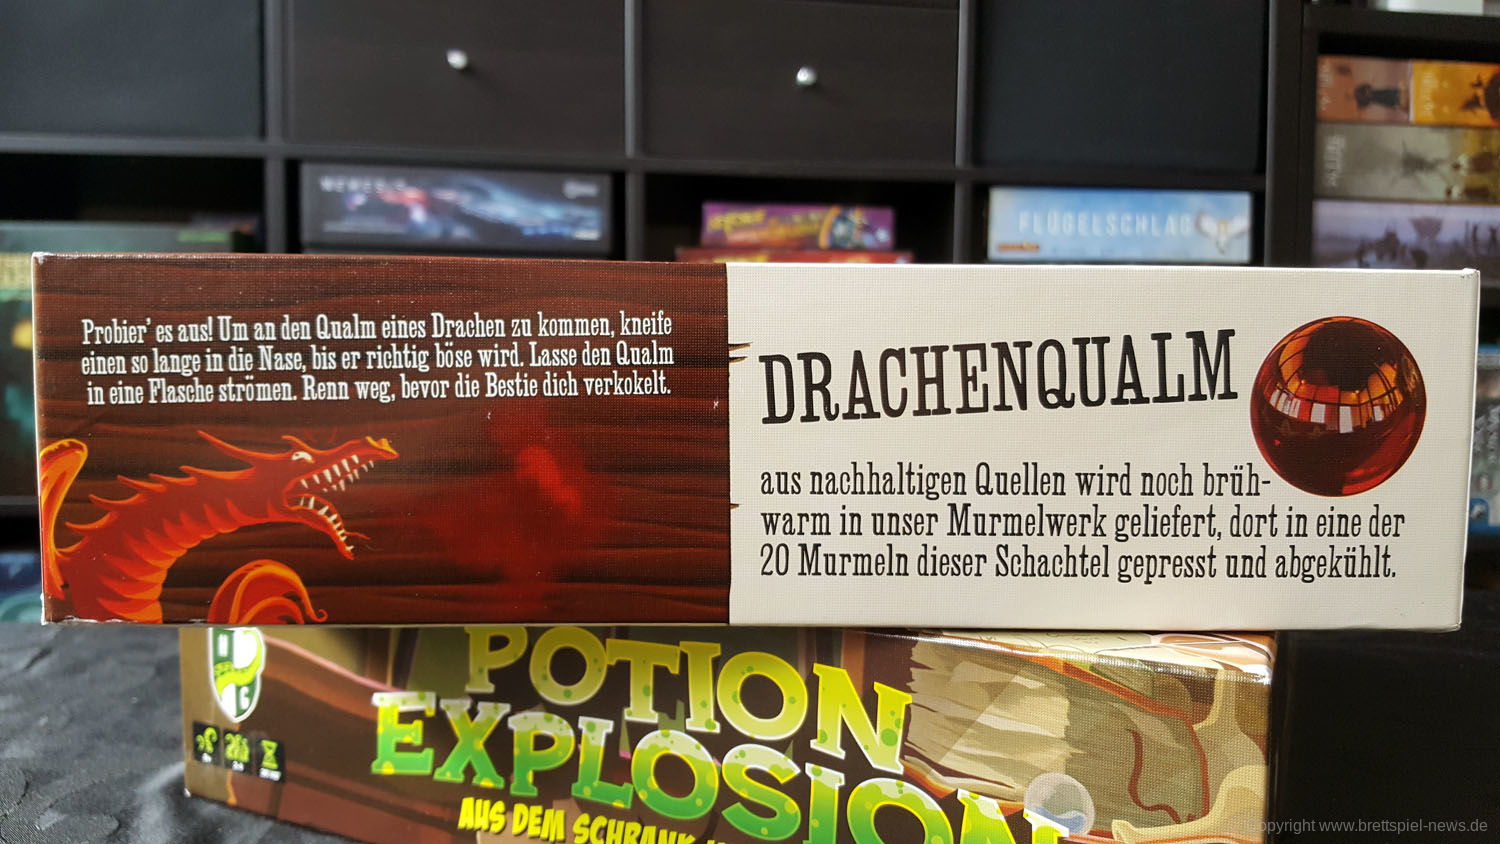 FLÜGELSCHLAG
Probier' es aus! Um an den Qualm eines Drachen zu kommen, kneife
einen so lange in die Nase, bis er richtig böse wird. Lasse den Qualm
in eine Flasche strömen. Renn weg, bevor die Bestie dich verkokelt.
DRACHENQUALM
aus nachhaltigen Quellen wird noch brüh-
warm in unser Murmelwerk geliefert, dort in eine der
20 Murmeln dieser Schachtel gepresst und abgekühlt.
POTION
EXPLOSION
AUS DEM SCHRANK
Copyright www.brettspiel-news.de